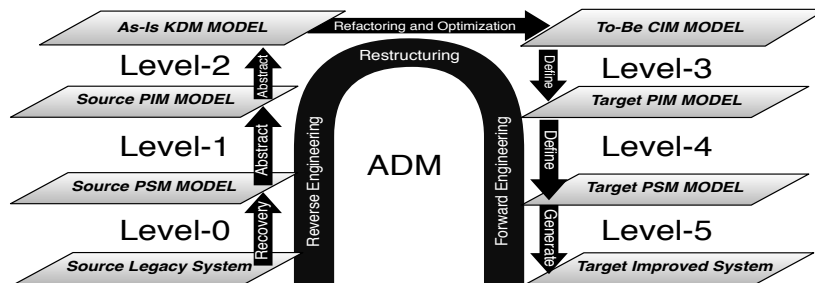 As-Is KDM MODEL
Refactoring and Optimization
To-Be CIM MODEL
Restructuring
Level-2
Abstract
Define
Level-3
Source PIM MODEL
Target PIM MODEL
Level-1
Abstract
Reverse Engineering
ADM
Forward Engineering
Define
Level-4
Source PSM MODEL
Target PSM MODEL
Level-0
Recovery
Generate
Level-5
Source Legacy System
Target Improved System